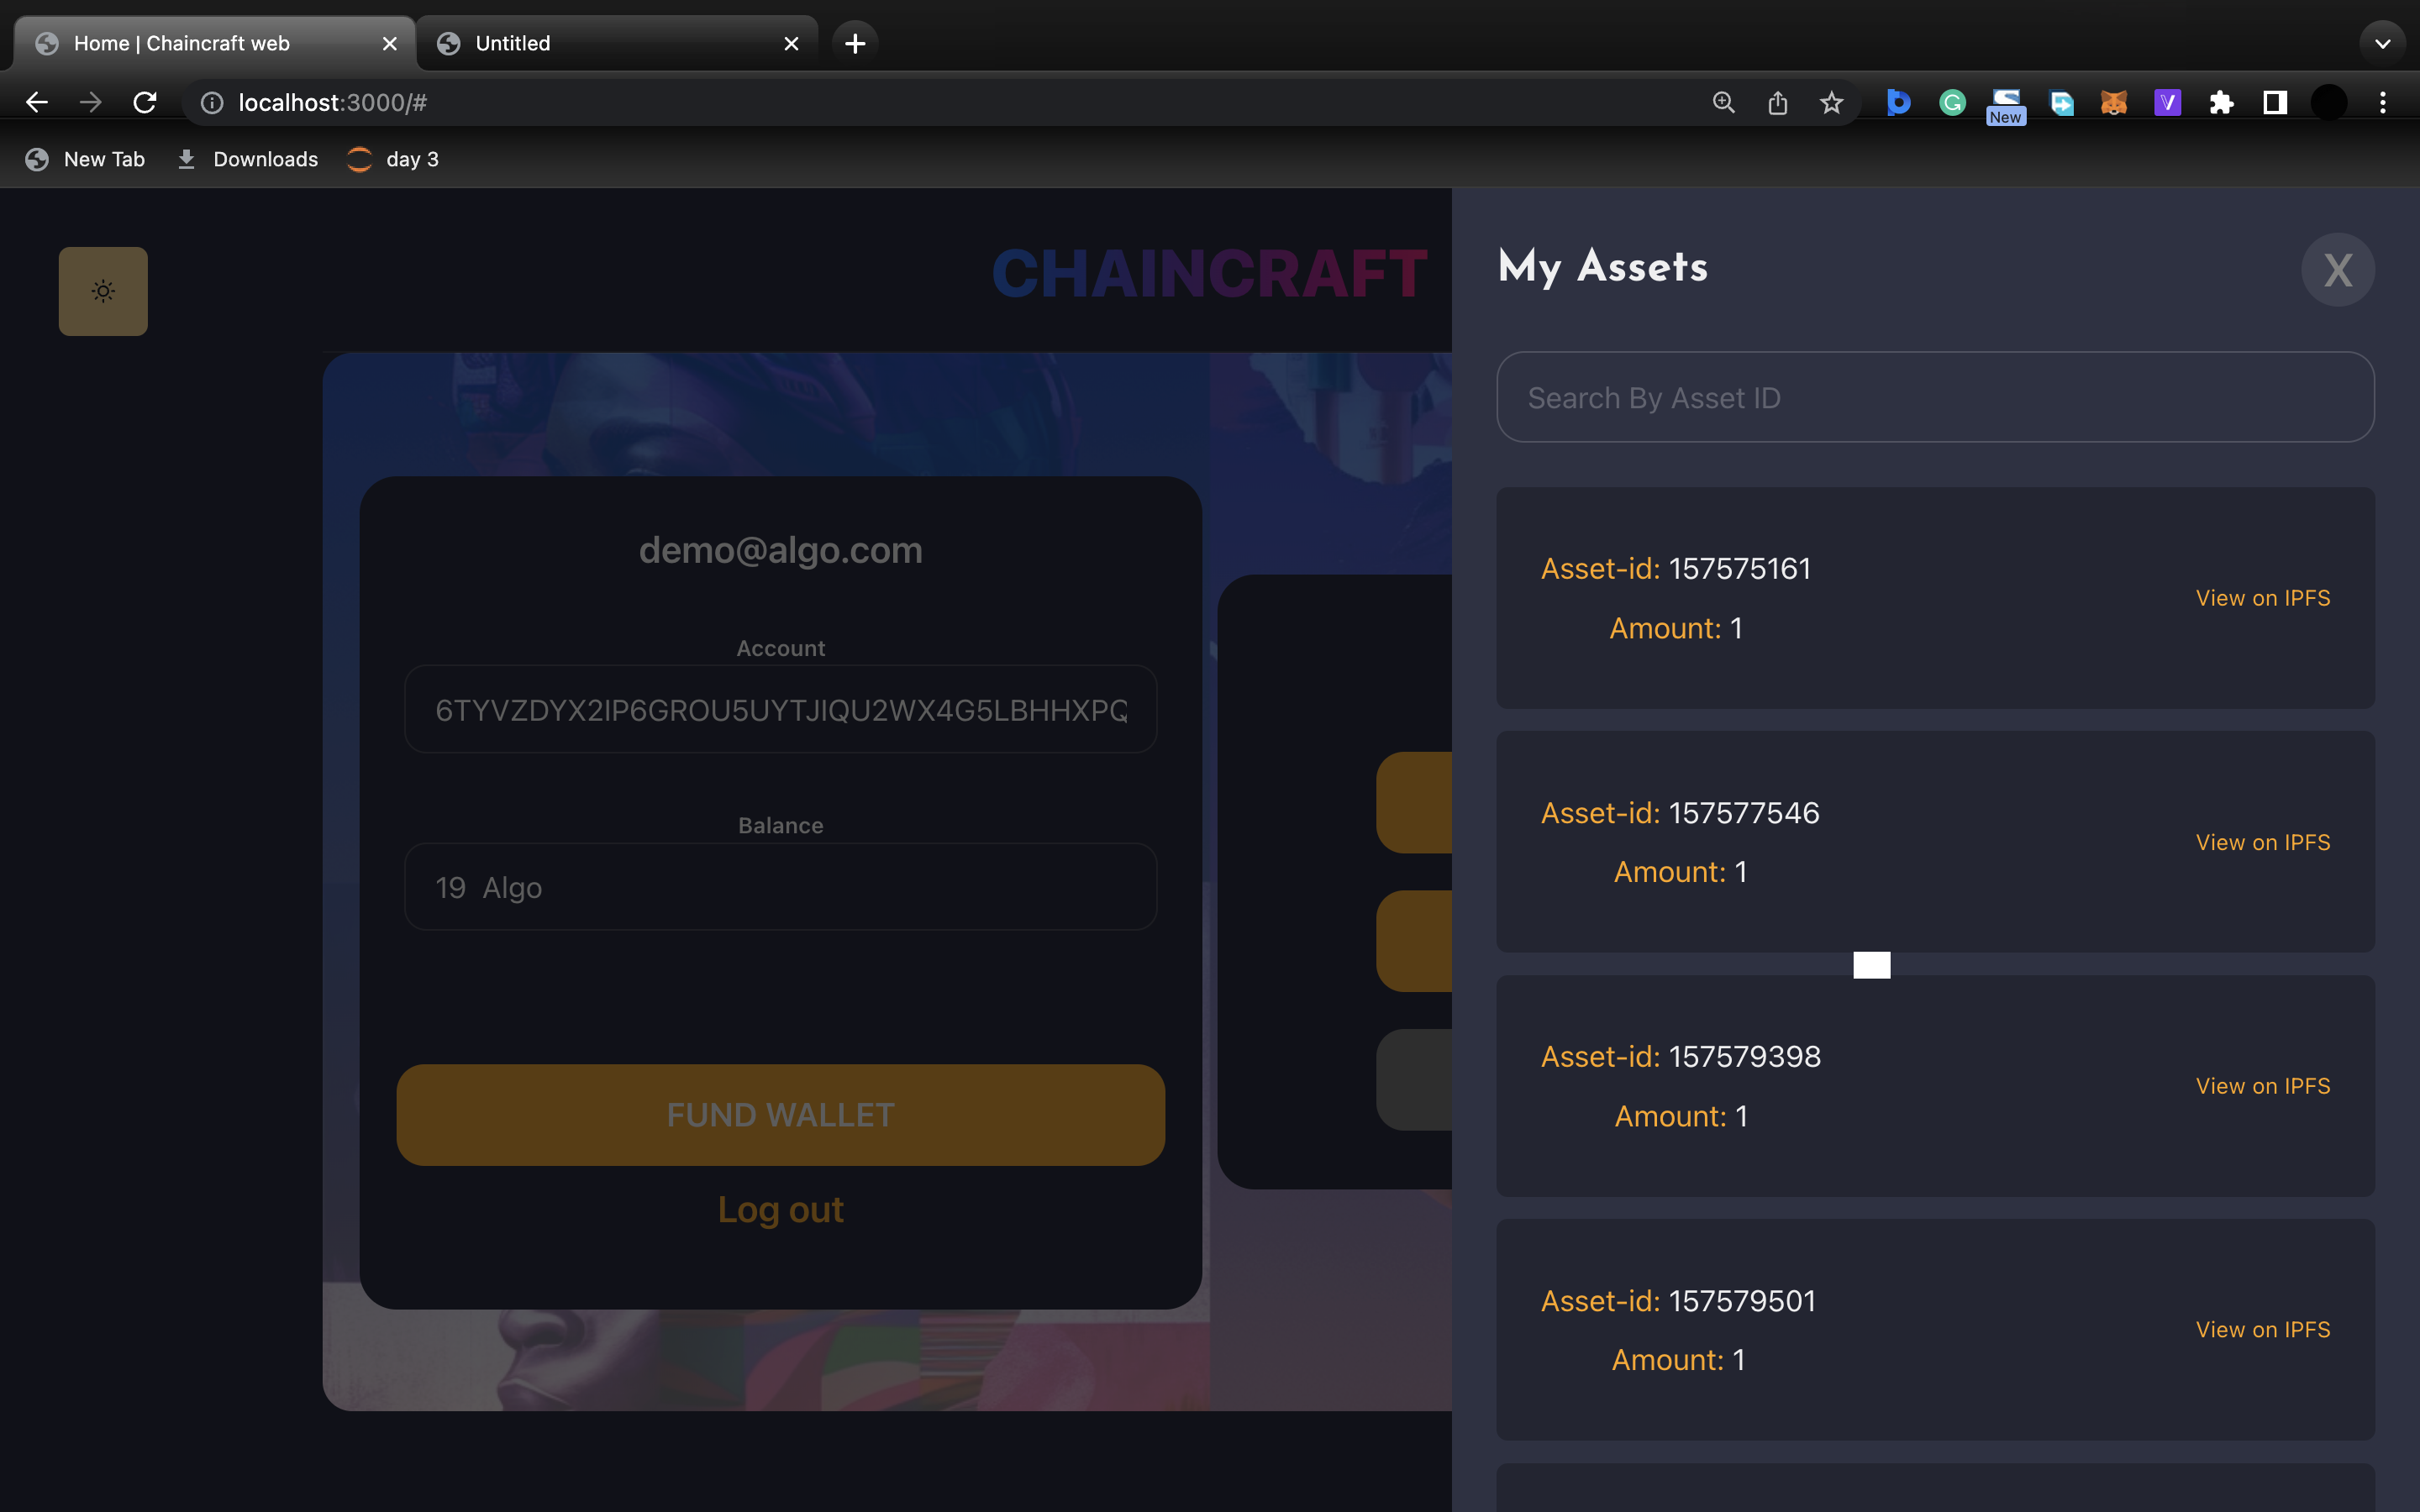 Home | Chaincraft web
Untitled
localhost:3000/#
New
New Tab
Downloads
day 3
CHAINCRAFT
demo@algo.com
Account
6TYVZDYX2IP6GROU5UYTJIQU2WX4G5LBHHXPQ
Balance
19 Algo
FUND WALLET
Log out
My Assets
X
Search By Asset ID
Asset-id: 157575161
Amount: 1
View on IPFS
Asset-id: 157577546
Amount: 1
View on IPFS
Asset-id: 157579398
Amount: 1
View on IPFS
Asset-id: 157579501
Amount: 1
View on IPFS